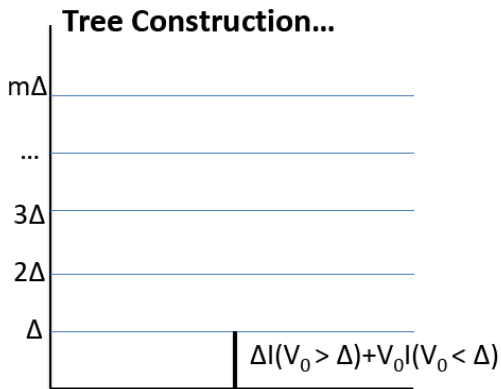 Tree Construction...
mΔ
...
3Δ
2Δ
Δ
ΔI(V₀ > Δ)+V₀I(V₀ < Δ)